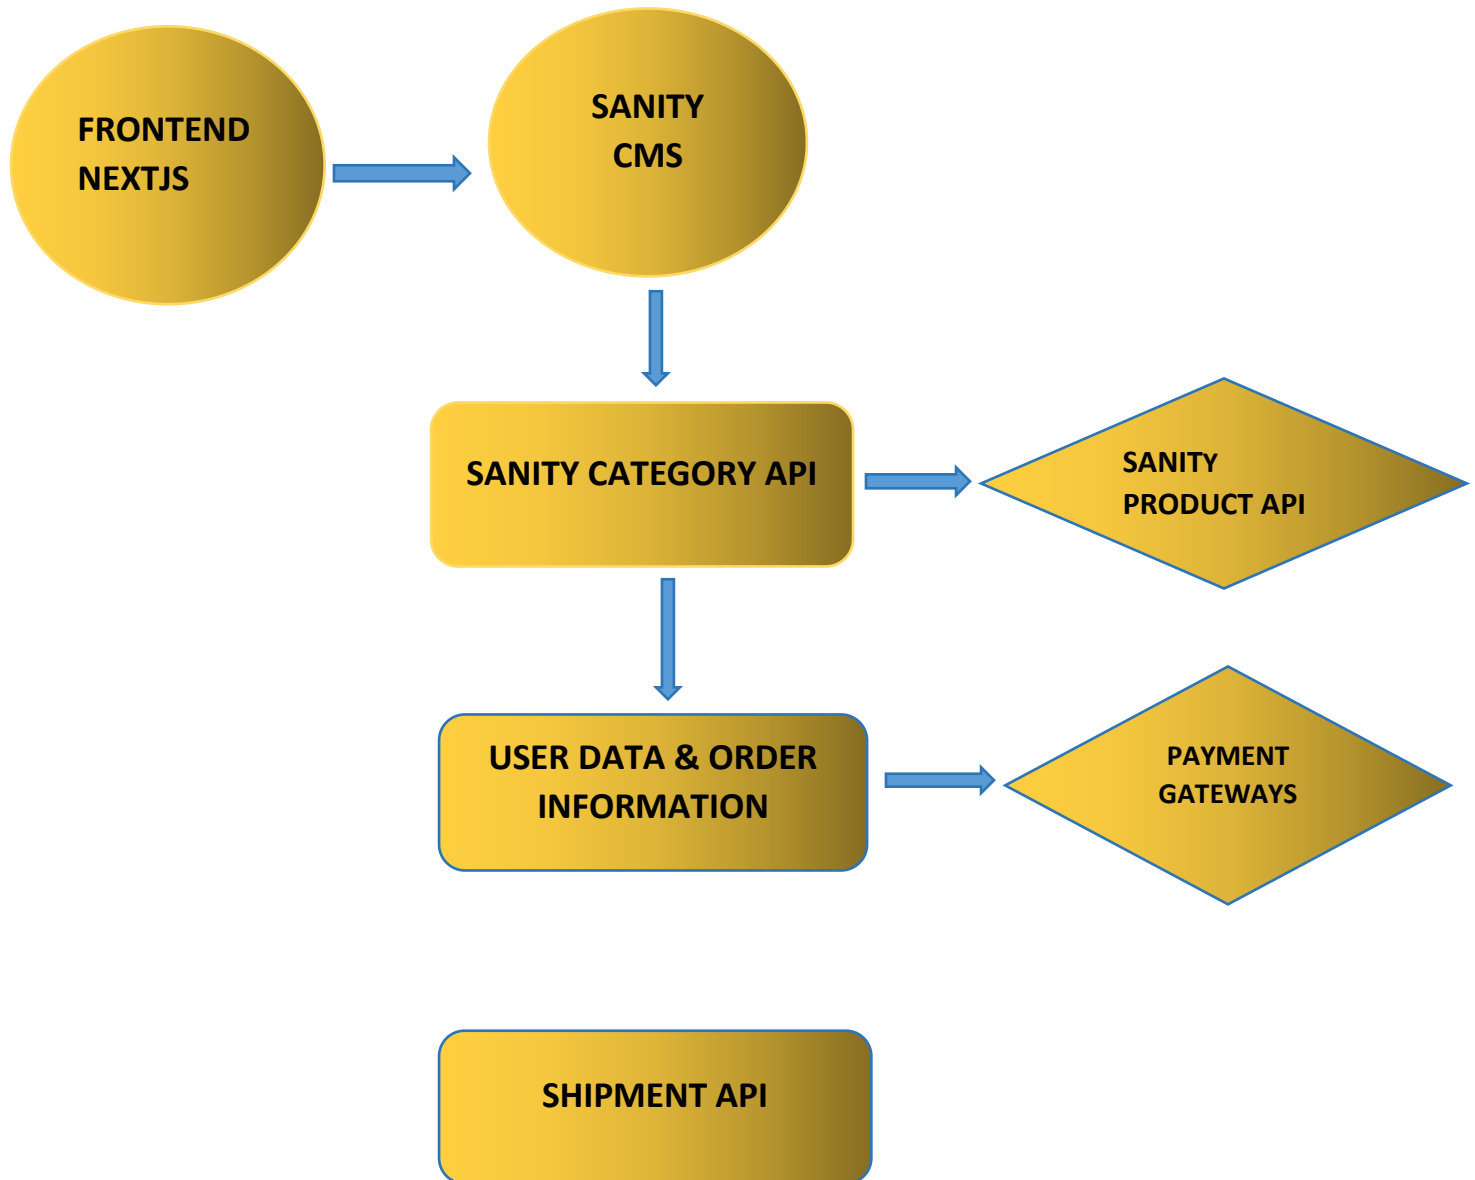 FRONTEND
NEXTJS
SANITY
CMS
SANITY CATEGORY API
SANITY
PRODUCT API
USER DATA & ORDER
INFORMATION
PAYMENT
GATEWAYS
SHIPMENT API